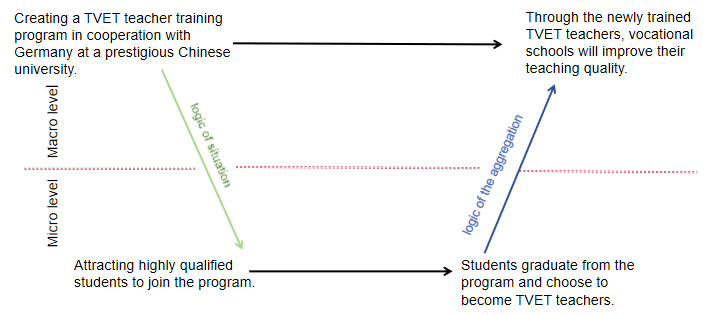 Creating a TVET teacher training
program in cooperation with
Germany at a prestigious Chinese
university.
Through the newly trained
TVET teachers, vocational
schools will improve their
teaching quality.
Macro level
logic of situation
logic of the aggregation
Micro level
Attracting highly qualified
students to join the program.
Students graduate from the
program and choose to
become TVET teachers.